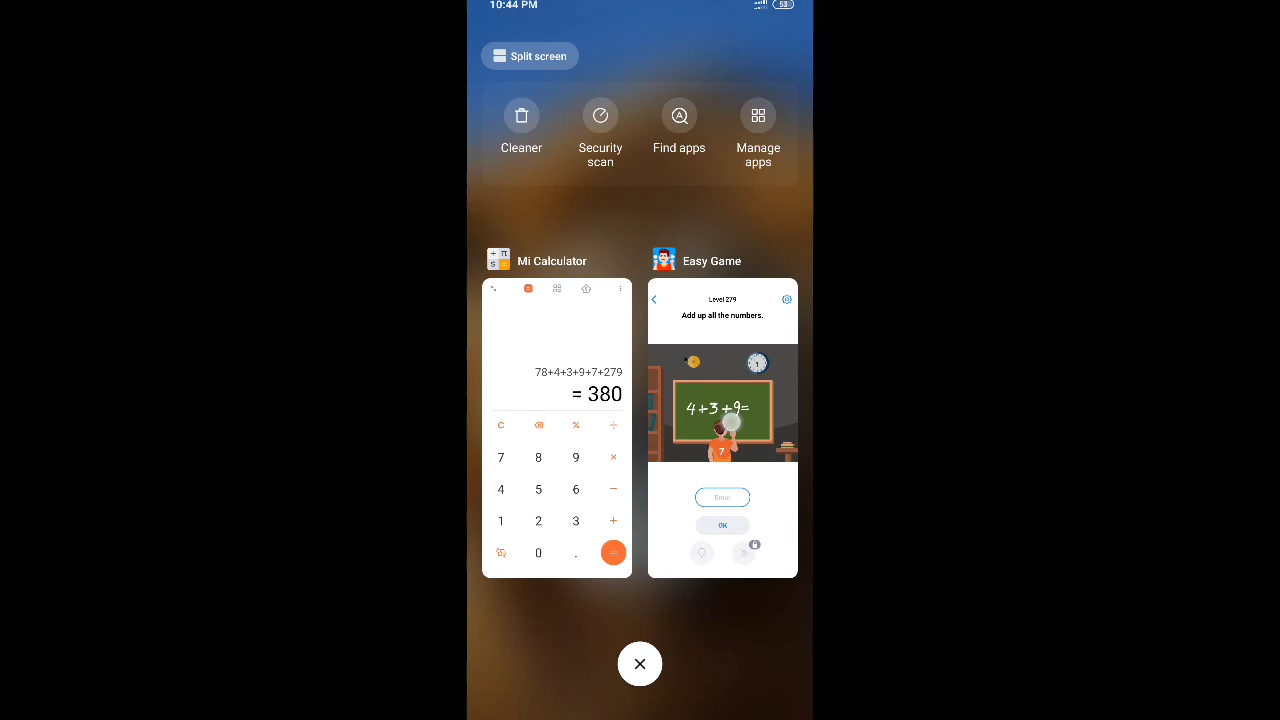 10:44 PM
53
Split screen
Cleaner
Security
scan
Find apps
Manage
apps
Mi Calculator
Easy Game
78+4+3+9+7+279
= 380
C
%
÷
7
8
9
×
4
5
6
−
1
2
3
+
0
.
=
Level 279
Add up all the numbers.
4+3+9=
7
Enter
OK